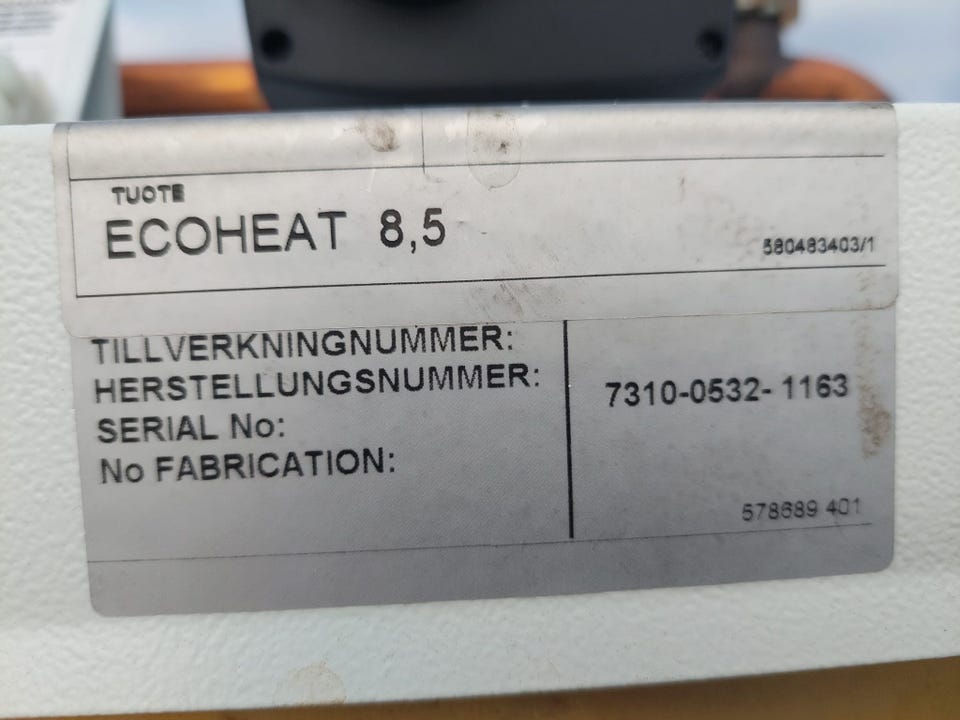 TUOTE
ECOHEAT 8,5
580483403/1
TILLVERKNINGNUMMER:
HERSTELLUNGSNUMMER:
SERIAL No:
No FABRICATION:
7310-0532- 1163
578689 401